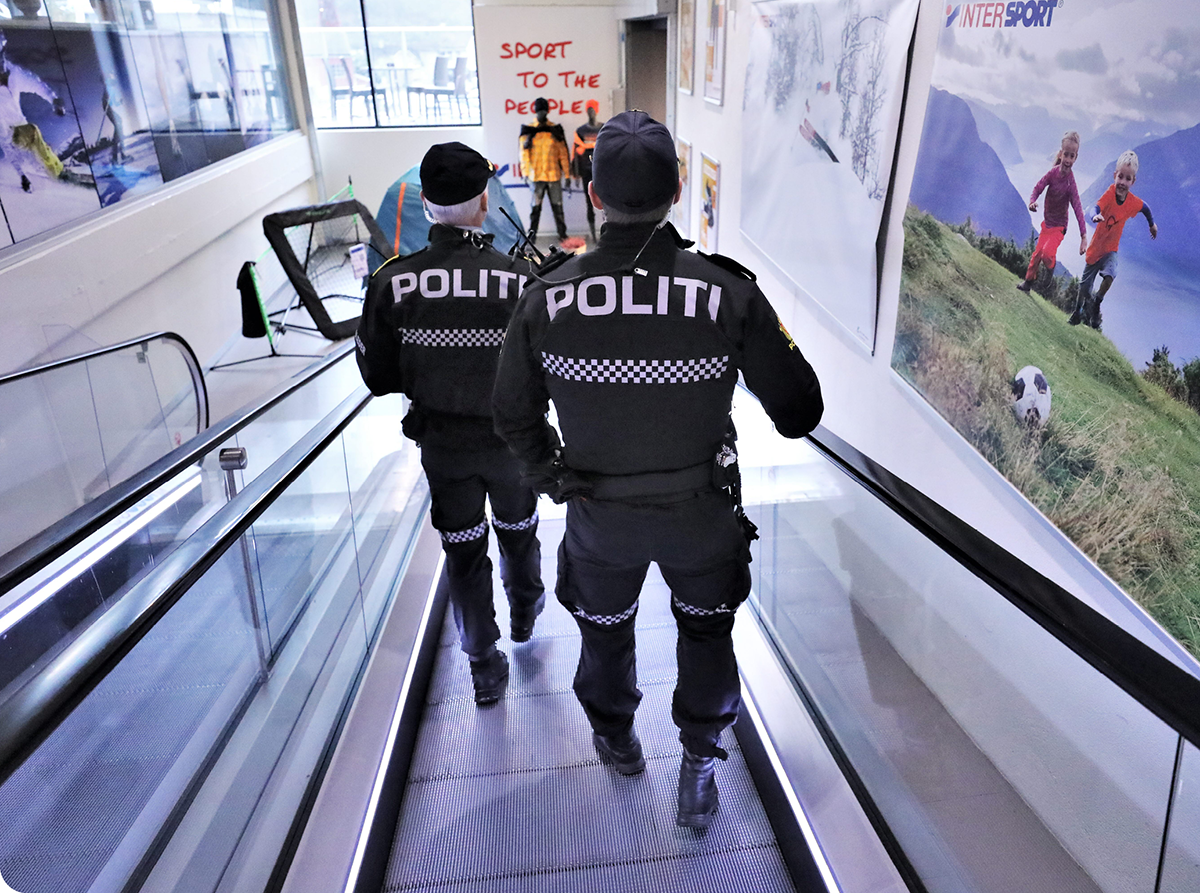 SPORT
TO THE
PEOPLE
INTERSPORT®
POLITI
POLITI